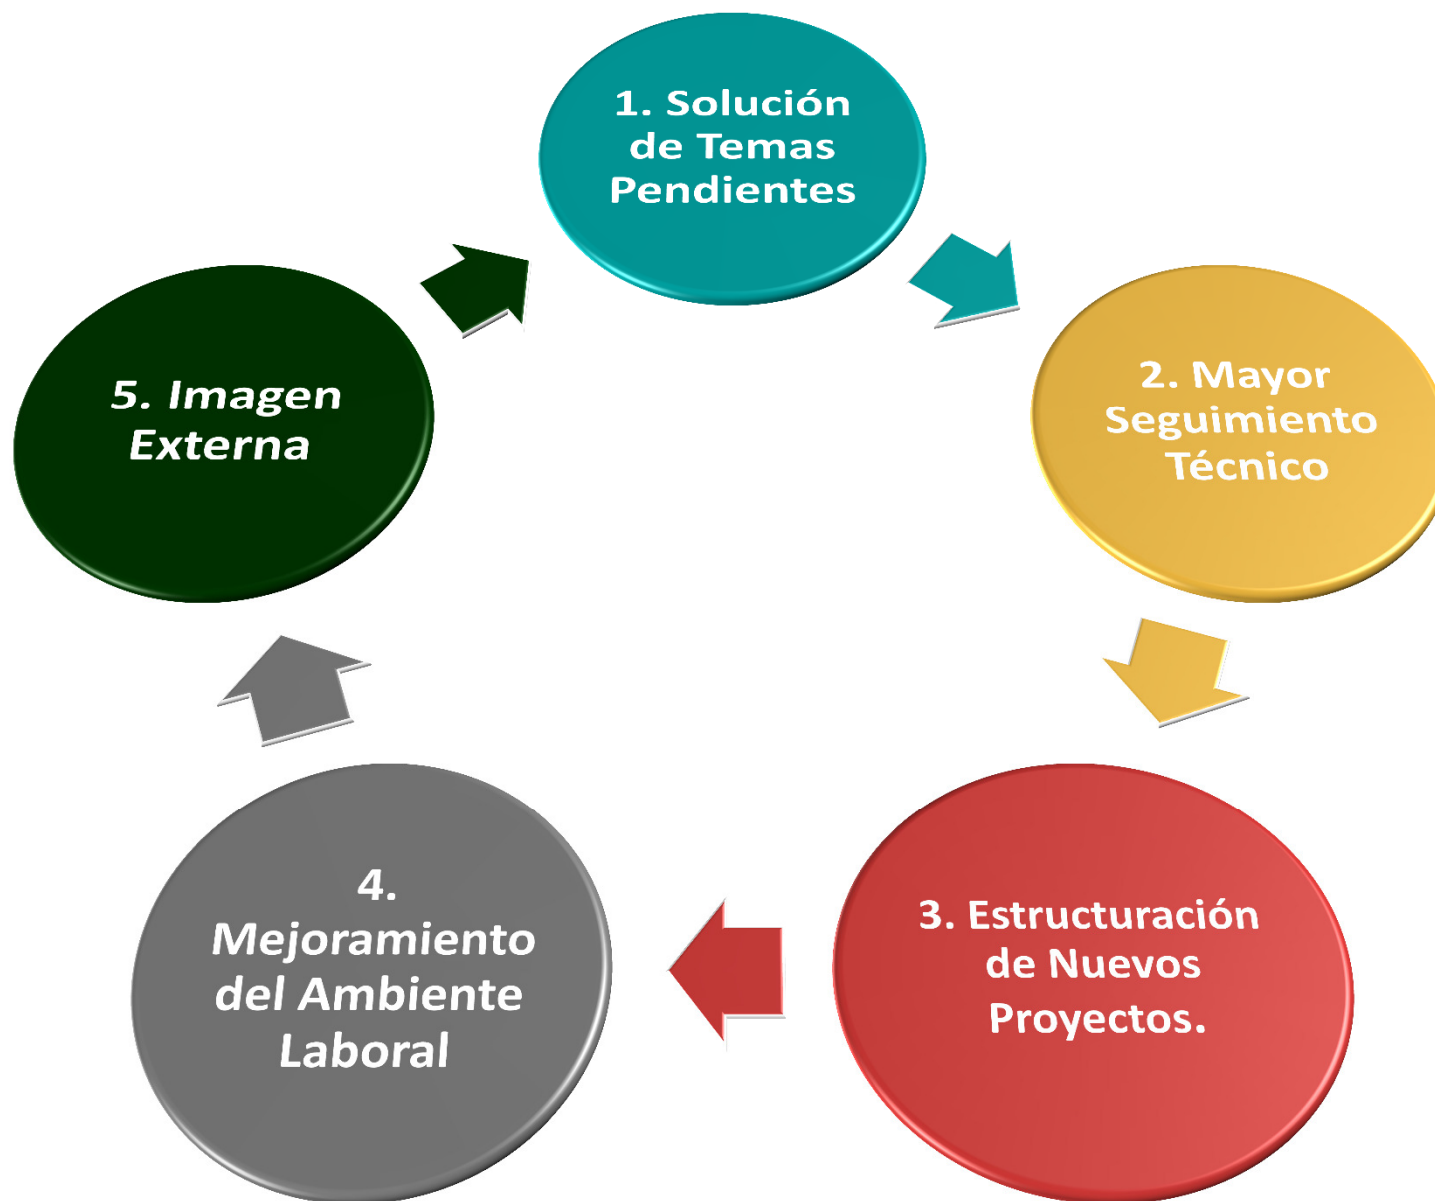 1. Solución
de Temas
Pendientes
2. Mayor
Seguimiento
Técnico
3. Estructuración
de Nuevos
Proyectos.
4.
Mejoramiento
del Ambiente
Laboral
5. Imagen
Externa